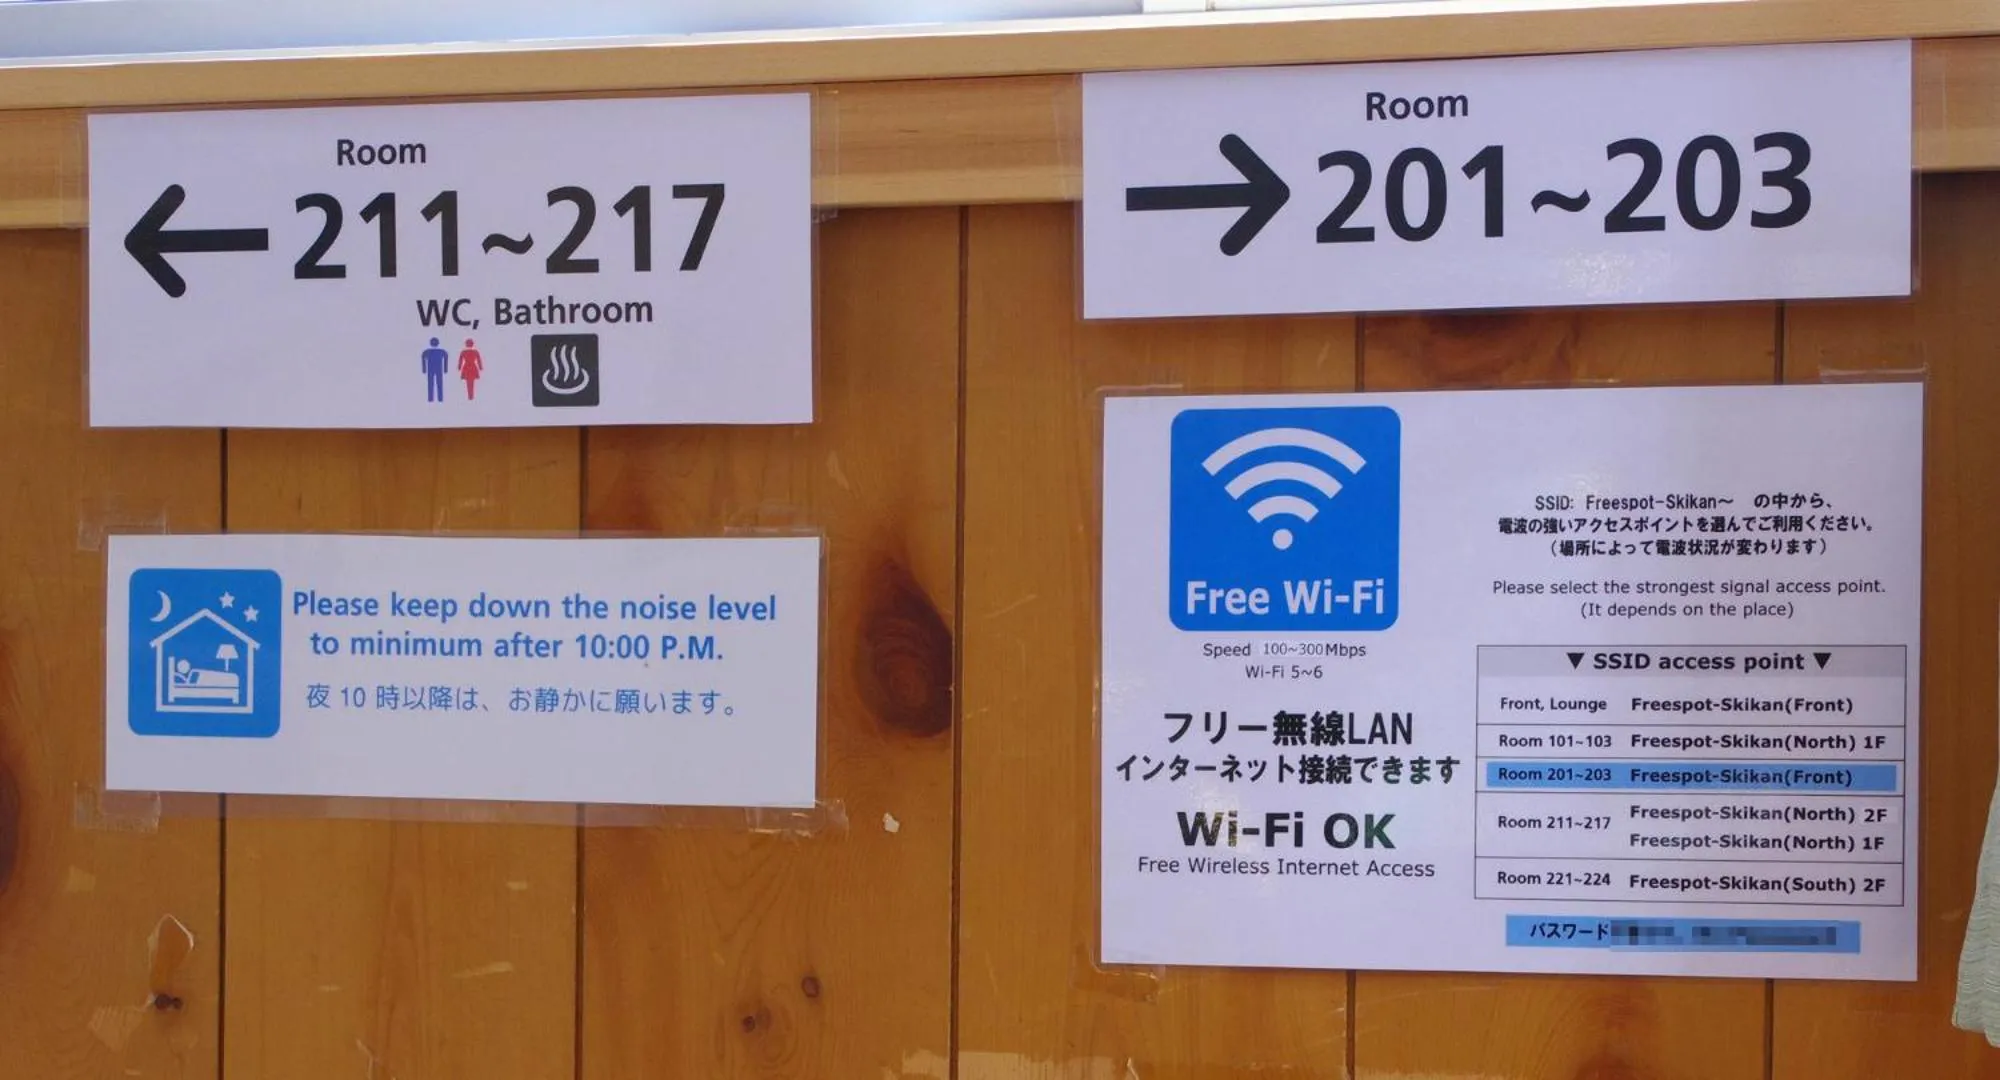 Room
211~217
WC, Bathroom
Room
201~203
Please keep down the noise level
to minimum after 10:00 P.M.
夜10時以降は、お静かに願います。
Free Wi-Fi
Speed 100~300Mbps
Wi-Fi 5~6
フリー無線LAN
インターネット接続できます
Wi-Fi OK
Free Wireless Internet Access
SSID: Freespot-Skikan～ の中から、
電波の強いアクセスポイントを選んでご利用ください。
（場所によって電波状況が変わります）
Please select the strongest signal access point.
(It depends on the place)
▼ SSID access point ▼
Front, Lounge Freespot-Skikan(Front)
Room 101~103 Freespot-Skikan(North) 1F
Room 201~203 Freespot-Skikan(Front)
Room 211~217 Freespot-Skikan(North) 2F
Freespot-Skikan(North) 1F
Room 221~224 Freespot-Skikan(South) 2F
パスワード